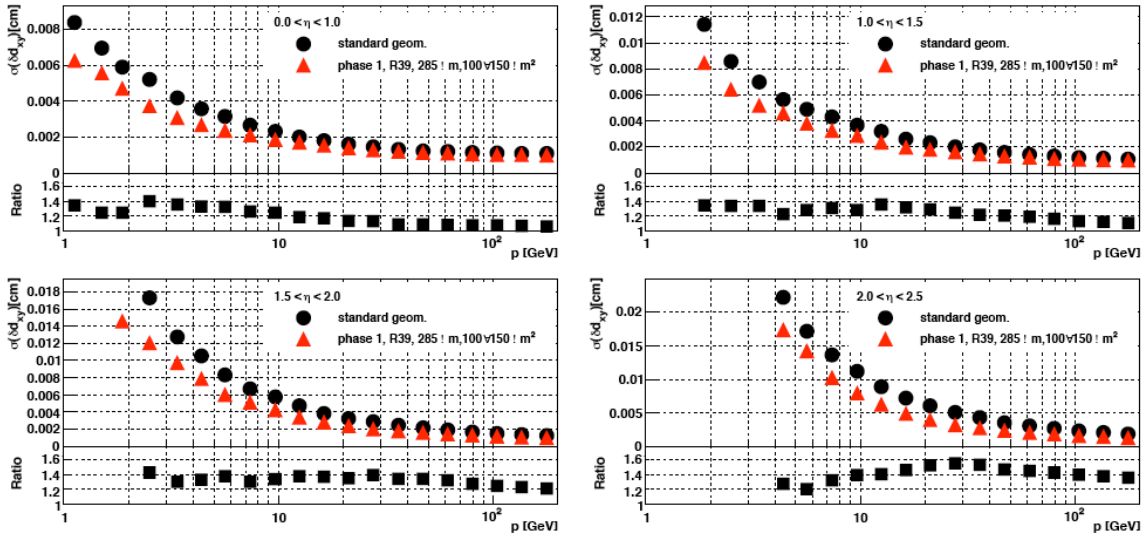 σ(δd_xy)[cm]
0.008
0.006
0.004
0.002
0
0.0 < η < 1.0
standard geom.
phase 1, R39, 285 ! m,100∀150 ! m²
Ratio
1.6
1.4
1.2
1
1
10
10²
p [GeV]
σ(δd_xy)[cm]
0.012
0.01
0.008
0.006
0.004
0.002
0
1.0 < η < 1.5
standard geom.
phase 1, R39, 285 ! m,100∀150 ! m²
Ratio
1.6
1.4
1.2
1
1
10
10²
p [GeV]
σ(δd_xy)[cm]
0.018
0.016
0.014
0.012
0.01
0.008
0.006
0.004
0.002
0
1.5 < η < 2.0
standard geom.
phase 1, R39, 285 ! m,100∀150 ! m²
Ratio
1.6
1.4
1.2
1
1
10
10²
p [GeV]
σ(δd_xy)[cm]
0.02
0.015
0.01
0.005
0
2.0 < η < 2.5
standard geom.
phase 1, R39, 285 ! m,100∀150 ! m²
Ratio
1.6
1.4
1.2
1
1
10
10²
p [GeV]